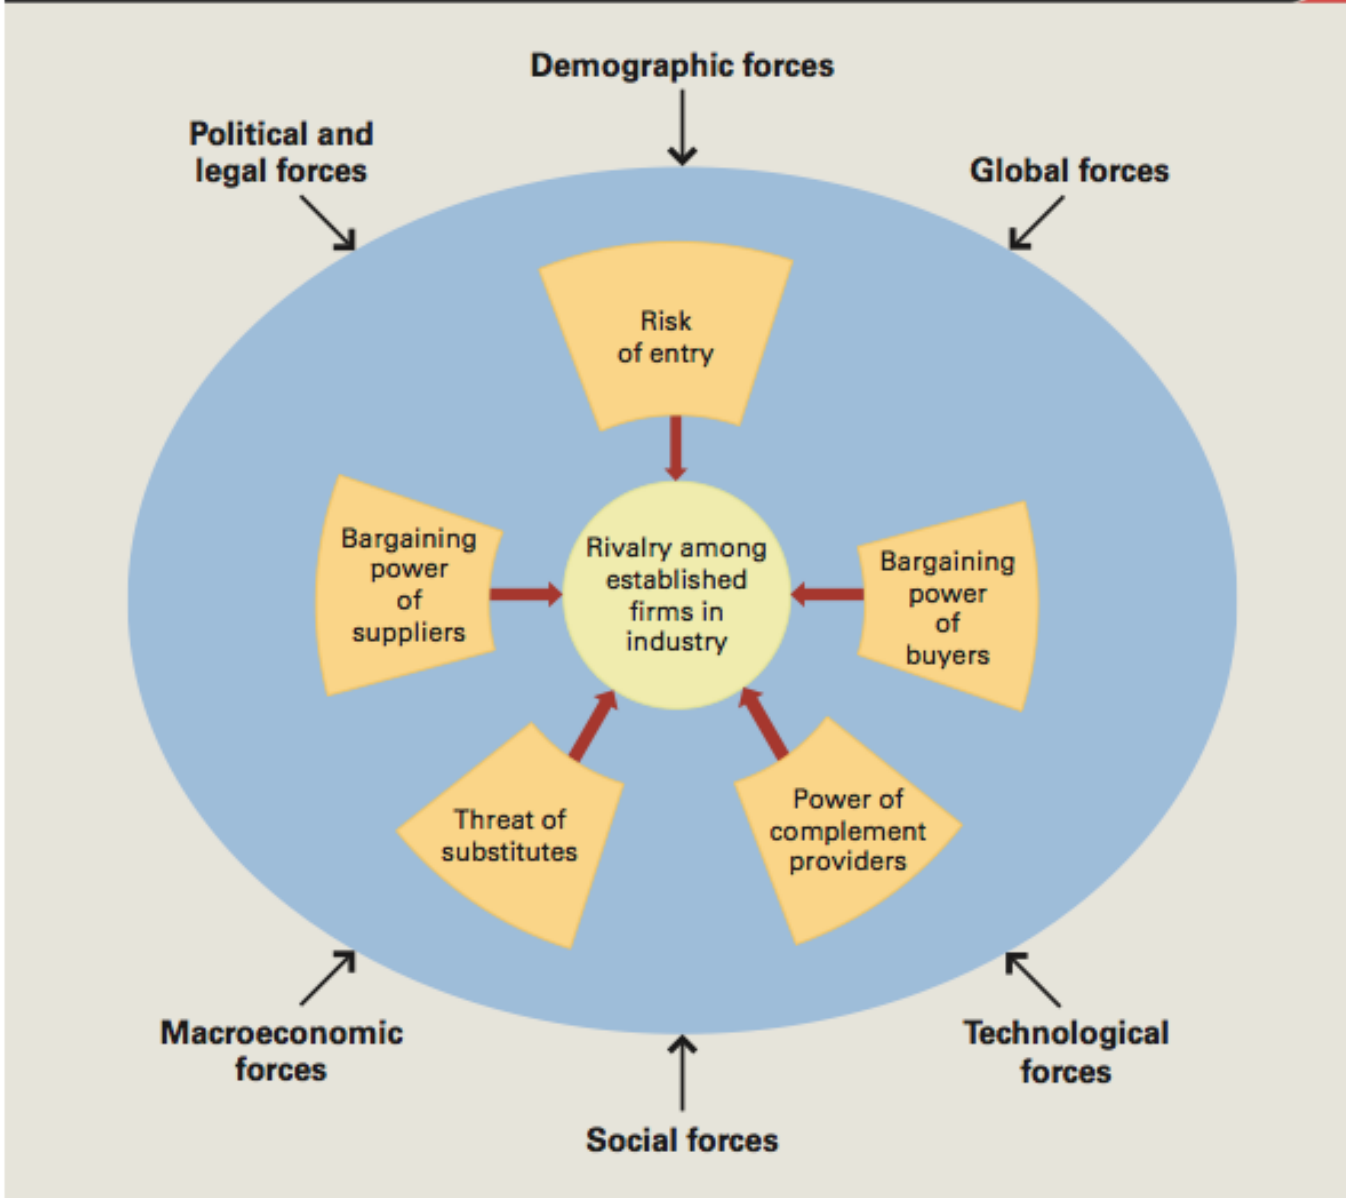 Demographic forces
Political and
legal forces
Global forces
Risk
of entry
Bargaining
power
of
suppliers
Rivalry among
established
firms in
industry
Bargaining
power
of
buyers
Threat of
substitutes
Power of
complement
providers
Macroeconomic
forces
Technological
forces
Social forces